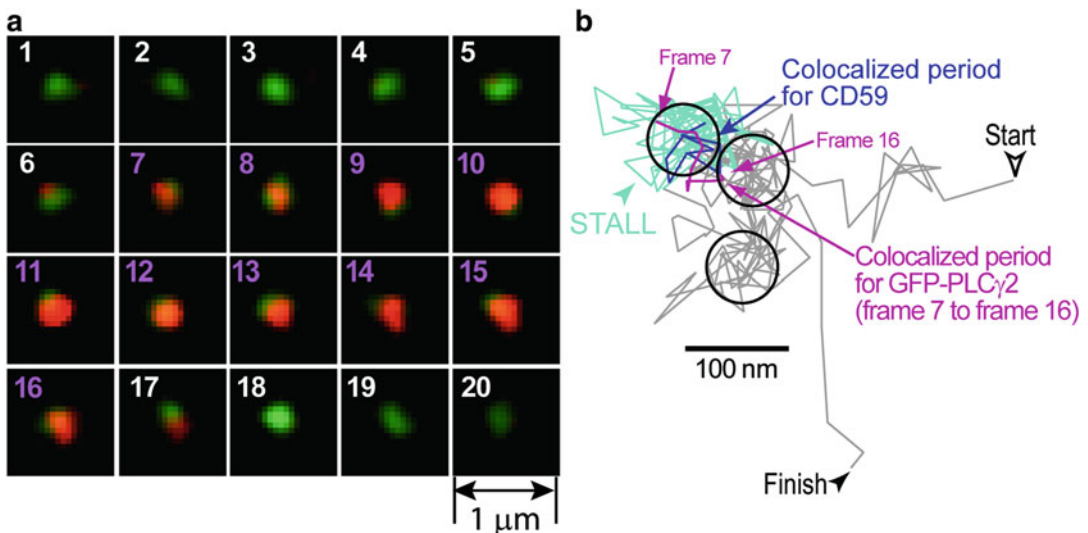 a
1 2 3 4 5
6 7 8 9 10
11 12 13 14 15
16 17 18 19 20
1 μm
b
Frame 7
Colocalized period
for CD59
Frame 16
Start
STALL
Colocalized period
for GFP-PLCγ2
(frame 7 to frame 16)
100 nm
Finish